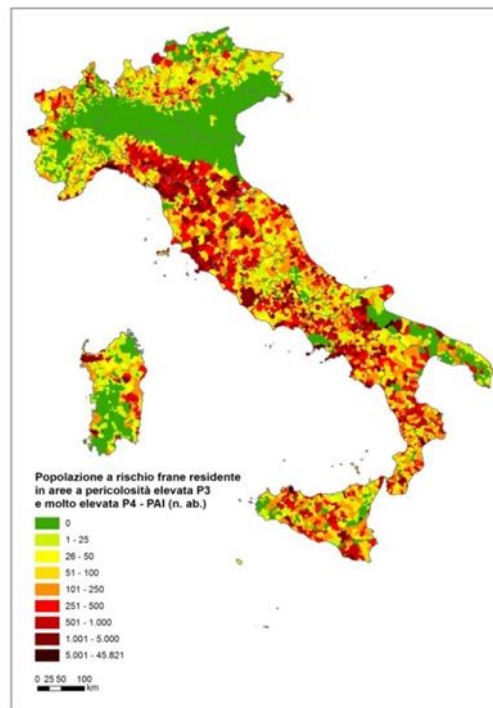 Popolazione a rischio frane residente
in aree a pericolosità elevata P3
e molto elevata P4 - PAI (n. ab.)
0
1 - 25
26 - 50
51 - 100
101 - 250
251 - 500
501 - 1.000
1.001 - 5.000
5.001 - 45.821
0 25 50 100
km